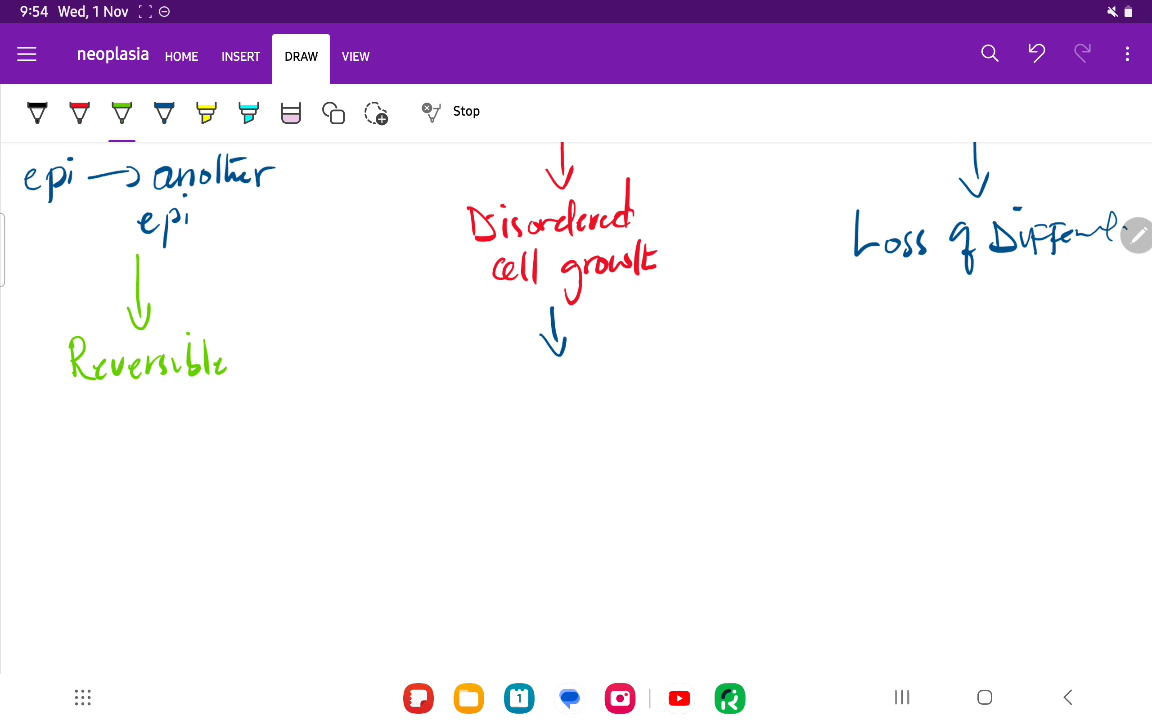 9:54 Wed, 1 Nov
neoplasia HOME INSERT DRAW VIEW
Stop
epi → another
epi
Reversible
Disordered
cell growth
Loss of
1